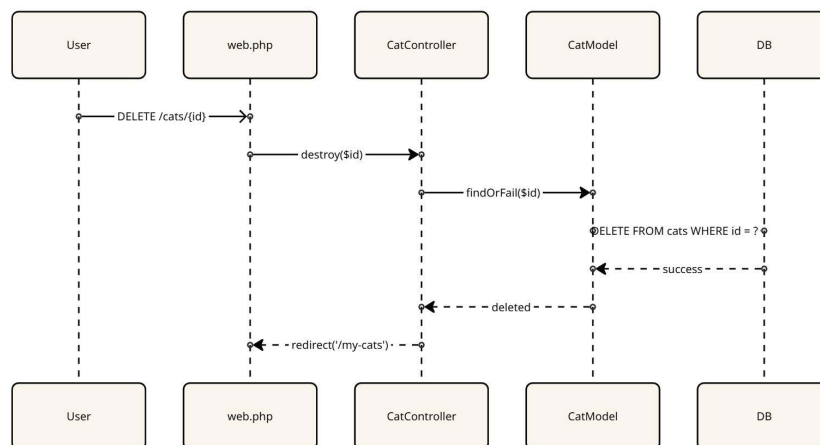 User
web.php
CatController
CatModel
DB
DELETE /cats/{id}
destroy($id)
findOrFail($id)
DELETE FROM cats WHERE id = ?
success
deleted
redirect('/my-cats')
User
web.php
CatController
CatModel
DB